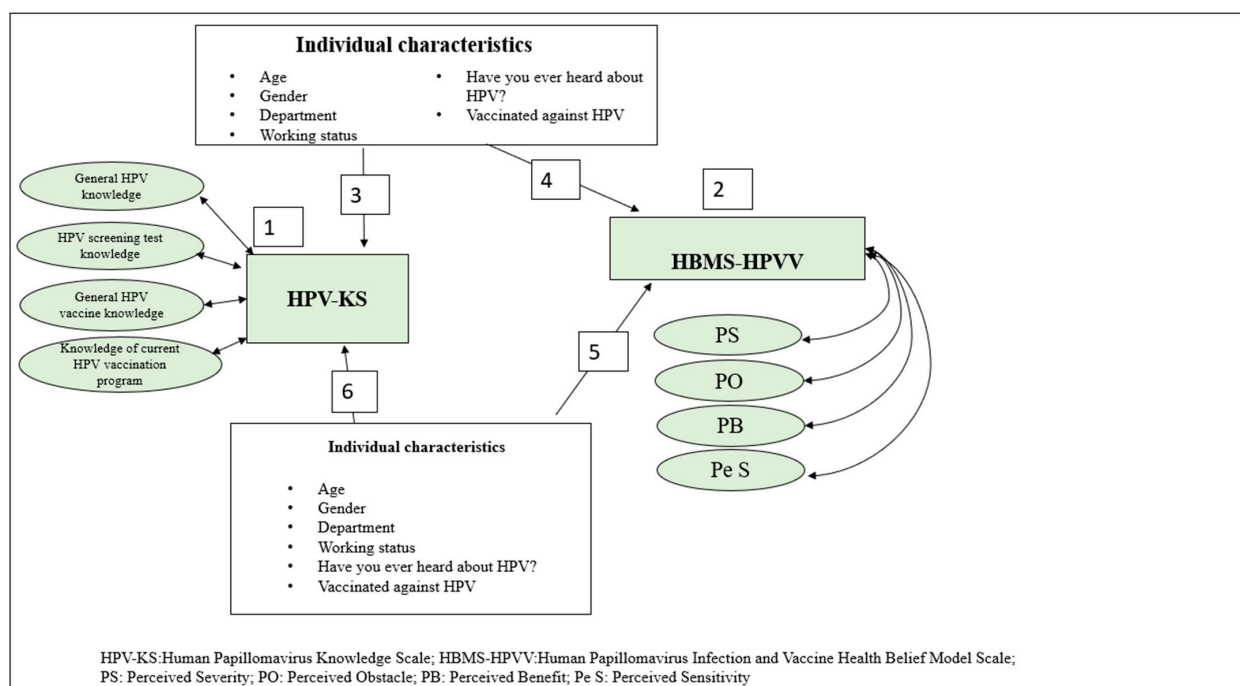 Individual characteristics
• Age
• Gender
• Department
• Working status
• Have you ever heard about
HPV?
• Vaccinated against HPV
General HPV
knowledge
HPV screening test
knowledge
General HPV
vaccine knowledge
Knowledge of current
HPV vaccination
program
1
3
4
2
HPV-KS
HBMS-HPVV
5
6
PS
PO
PB
Pe S
Individual characteristics
• Age
• Gender
• Department
• Working status
• Have you ever heard about HPV?
• Vaccinated against HPV
HPV-KS:Human Papillomavirus Knowledge Scale; HBMS-HPVV:Human Papillomavirus Infection and Vaccine Health Belief Model Scale;
PS: Perceived Severity; PO: Perceived Obstacle; PB: Perceived Benefit; Pe S: Perceived Sensitivity